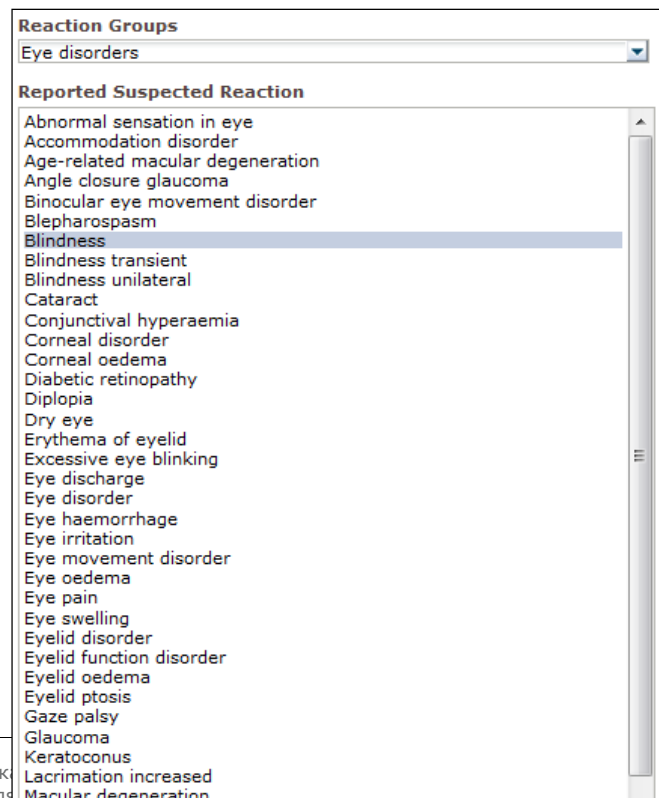 Reaction Groups
Eye disorders
Reported Suspected Reaction
Abnormal sensation in eye
Accommodation disorder
Age-related macular degeneration
Angle closure glaucoma
Binocular eye movement disorder
Blepharospasm
Blindness
Blindness transient
Blindness unilateral
Cataract
Conjunctival hyperaemia
Corneal disorder
Corneal oedema
Diabetic retinopathy
Diplopia
Dry eye
Erythema of eyelid
Excessive eye blinking
Eye discharge
Eye disorder
Eye haemorrhage
Eye irritation
Eye movement disorder
Eye oedema
Eye pain
Eye swelling
Eyelid disorder
Eyelid function disorder
Eyelid oedema
Eyelid ptosis
Gaze palsy
Glaucoma
Keratoconus
Lacrimation increased
Macular degeneration